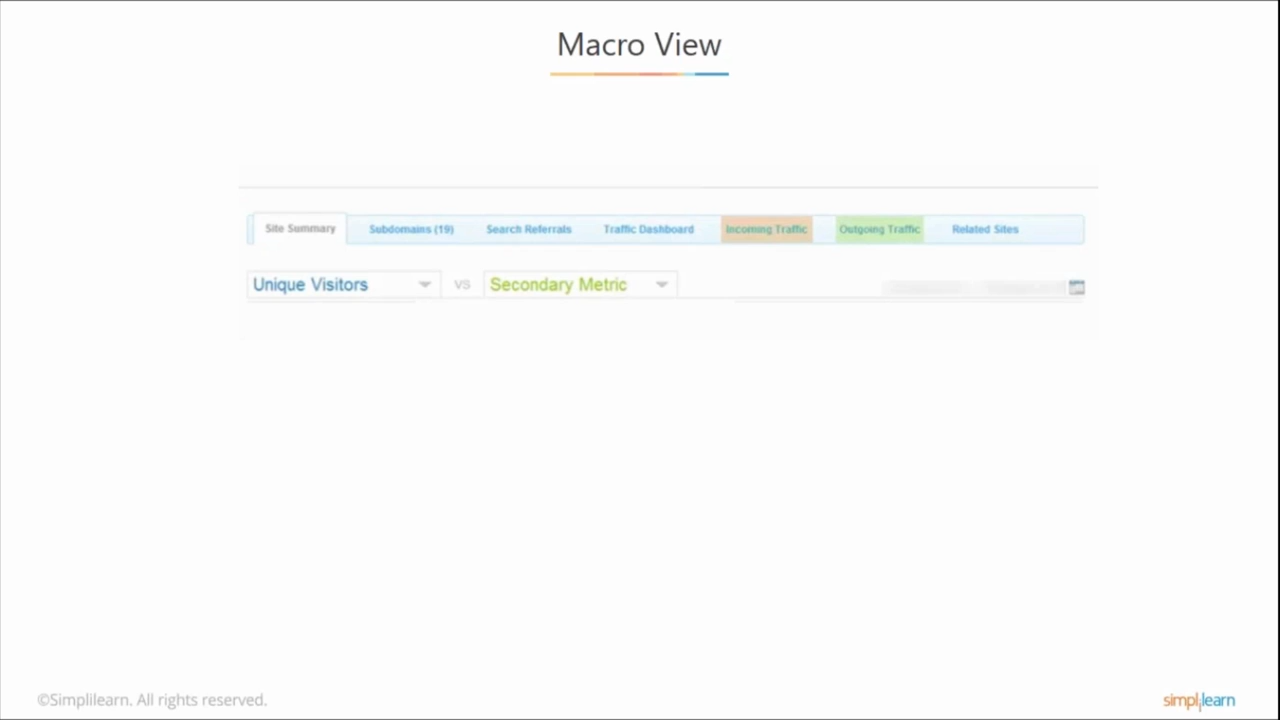 Macro View
Site Summary Subdomains (19) Search Referrals Traffic Dashboard Incoming Traffic Outgoing Traffic Related Sites
Unique Visitors VS Secondary Metric
©Simplilearn. All rights reserved. simplilearn